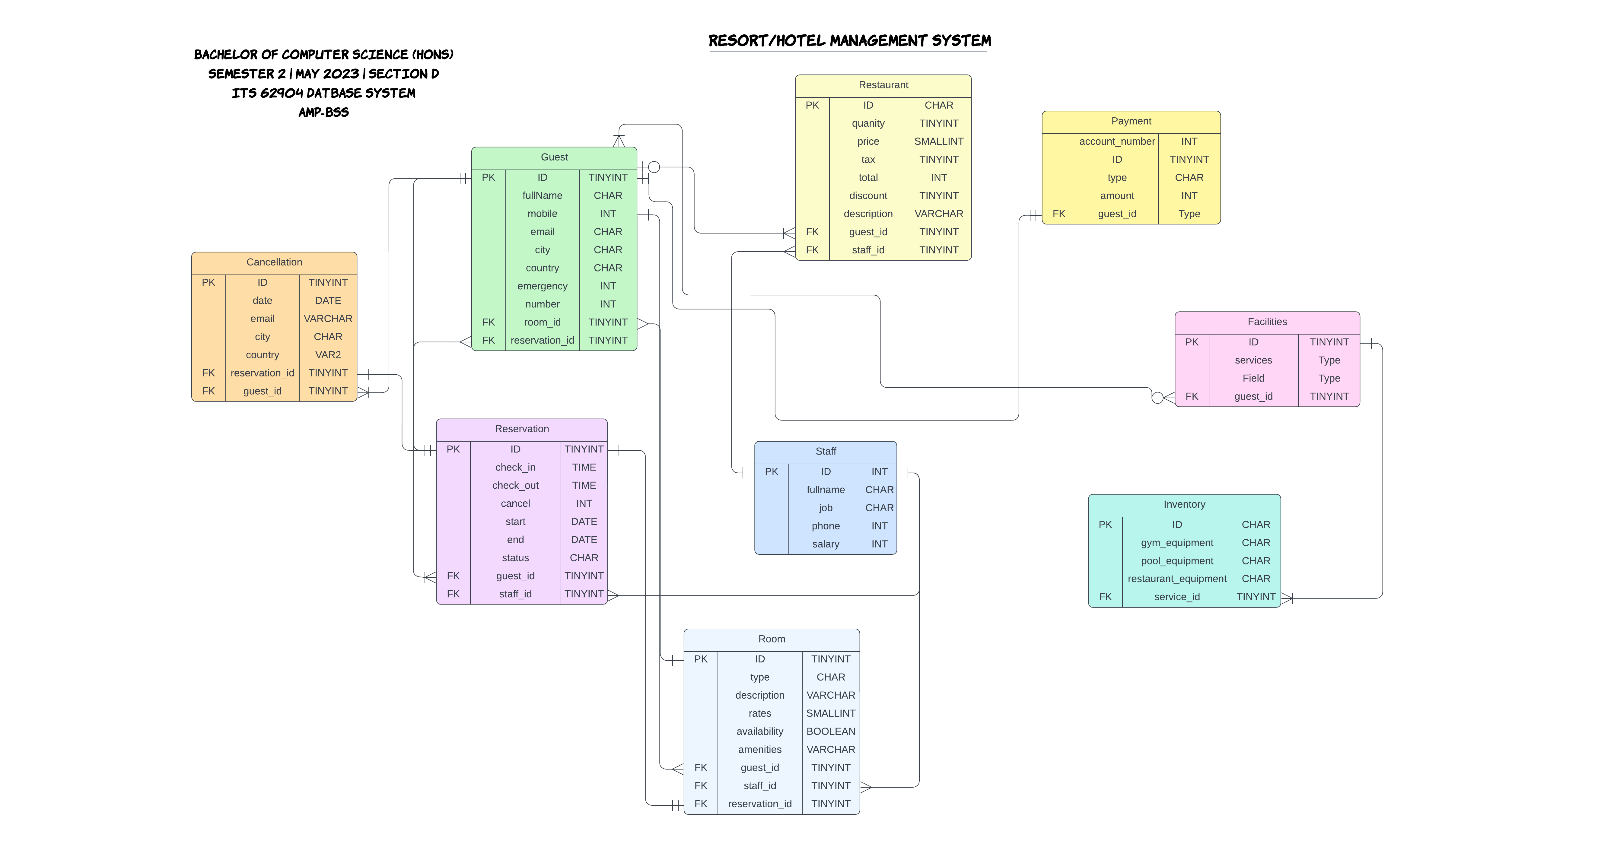 RESORT/HOTEL MANAGEMENT SYSTEM
BACHELOR OF COMPUTER SCIENCE (HONS)
SEMESTER 2 | MAY 2023 | SECTION D
ITS 62904 DATBASE SYSTEM
AMP-BSS
Restaurant
PK ID CHAR
quanity TINYINT
price SMALLINT
tax TINYINT
total INT
discount TINYINT
description VARCHAR
FK guest_id TINYINT
FK staff_id TINYINT
Payment
account_number INT
ID TINYINT
type CHAR
amount INT
FK guest_id Type
Guest
PK ID TINYINT
fullName CHAR
mobile INT
email CHAR
city CHAR
country CHAR
emergency INT
number INT
FK room_id TINYINT
FK reservation_id TINYINT
Cancellation
PK ID TINYINT
date DATE
email VARCHAR
city CHAR
country VAR2
FK reservation_id TINYINT
FK guest_id TINYINT
Facilities
PK ID TINYINT
services Type
Field Type
FK guest_id TINYINT
Reservation
PK ID TINYINT
check_in TIME
check_out TIME
cancel INT
start DATE
end DATE
status CHAR
FK guest_id TINYINT
FK staff_id TINYINT
Staff
PK ID INT
fullname CHAR
job CHAR
phone INT
salary INT
Inventory
PK ID CHAR
gym_equipment CHAR
pool_equipment CHAR
restaurant_equipment CHAR
FK service_id TINYINT
Room
PK ID TINYINT
type CHAR
description VARCHAR
rates SMALLINT
availability BOOLEAN
amenities VARCHAR
FK guest_id TINYINT
FK staff_id TINYINT
FK reservation_id TINYINT